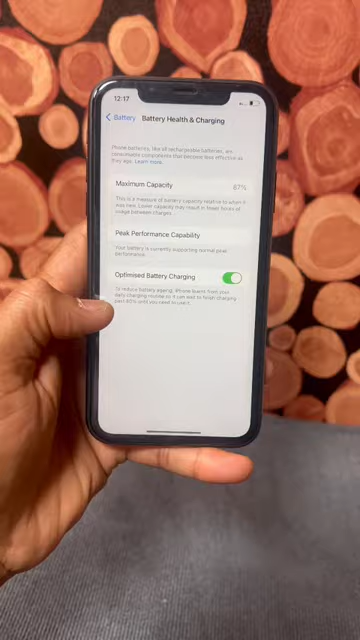 12:17
Battery Battery Health & Charging
Phone batteries, like all rechargeable batteries, are
consumable components that become less effective as
they age. Learn more...
Maximum Capacity 67%
This is a measure of battery capacity relative to when it
was new. Lower capacity may result in fewer hours of
usage between charges.
Peak Performance Capability
Your battery is currently supporting normal peak
performance.
Optimised Battery Charging
To reduce battery ageing, iPhone learns from your
daily charging routine so it can wait to finish charging
past 80% until you need to use it.